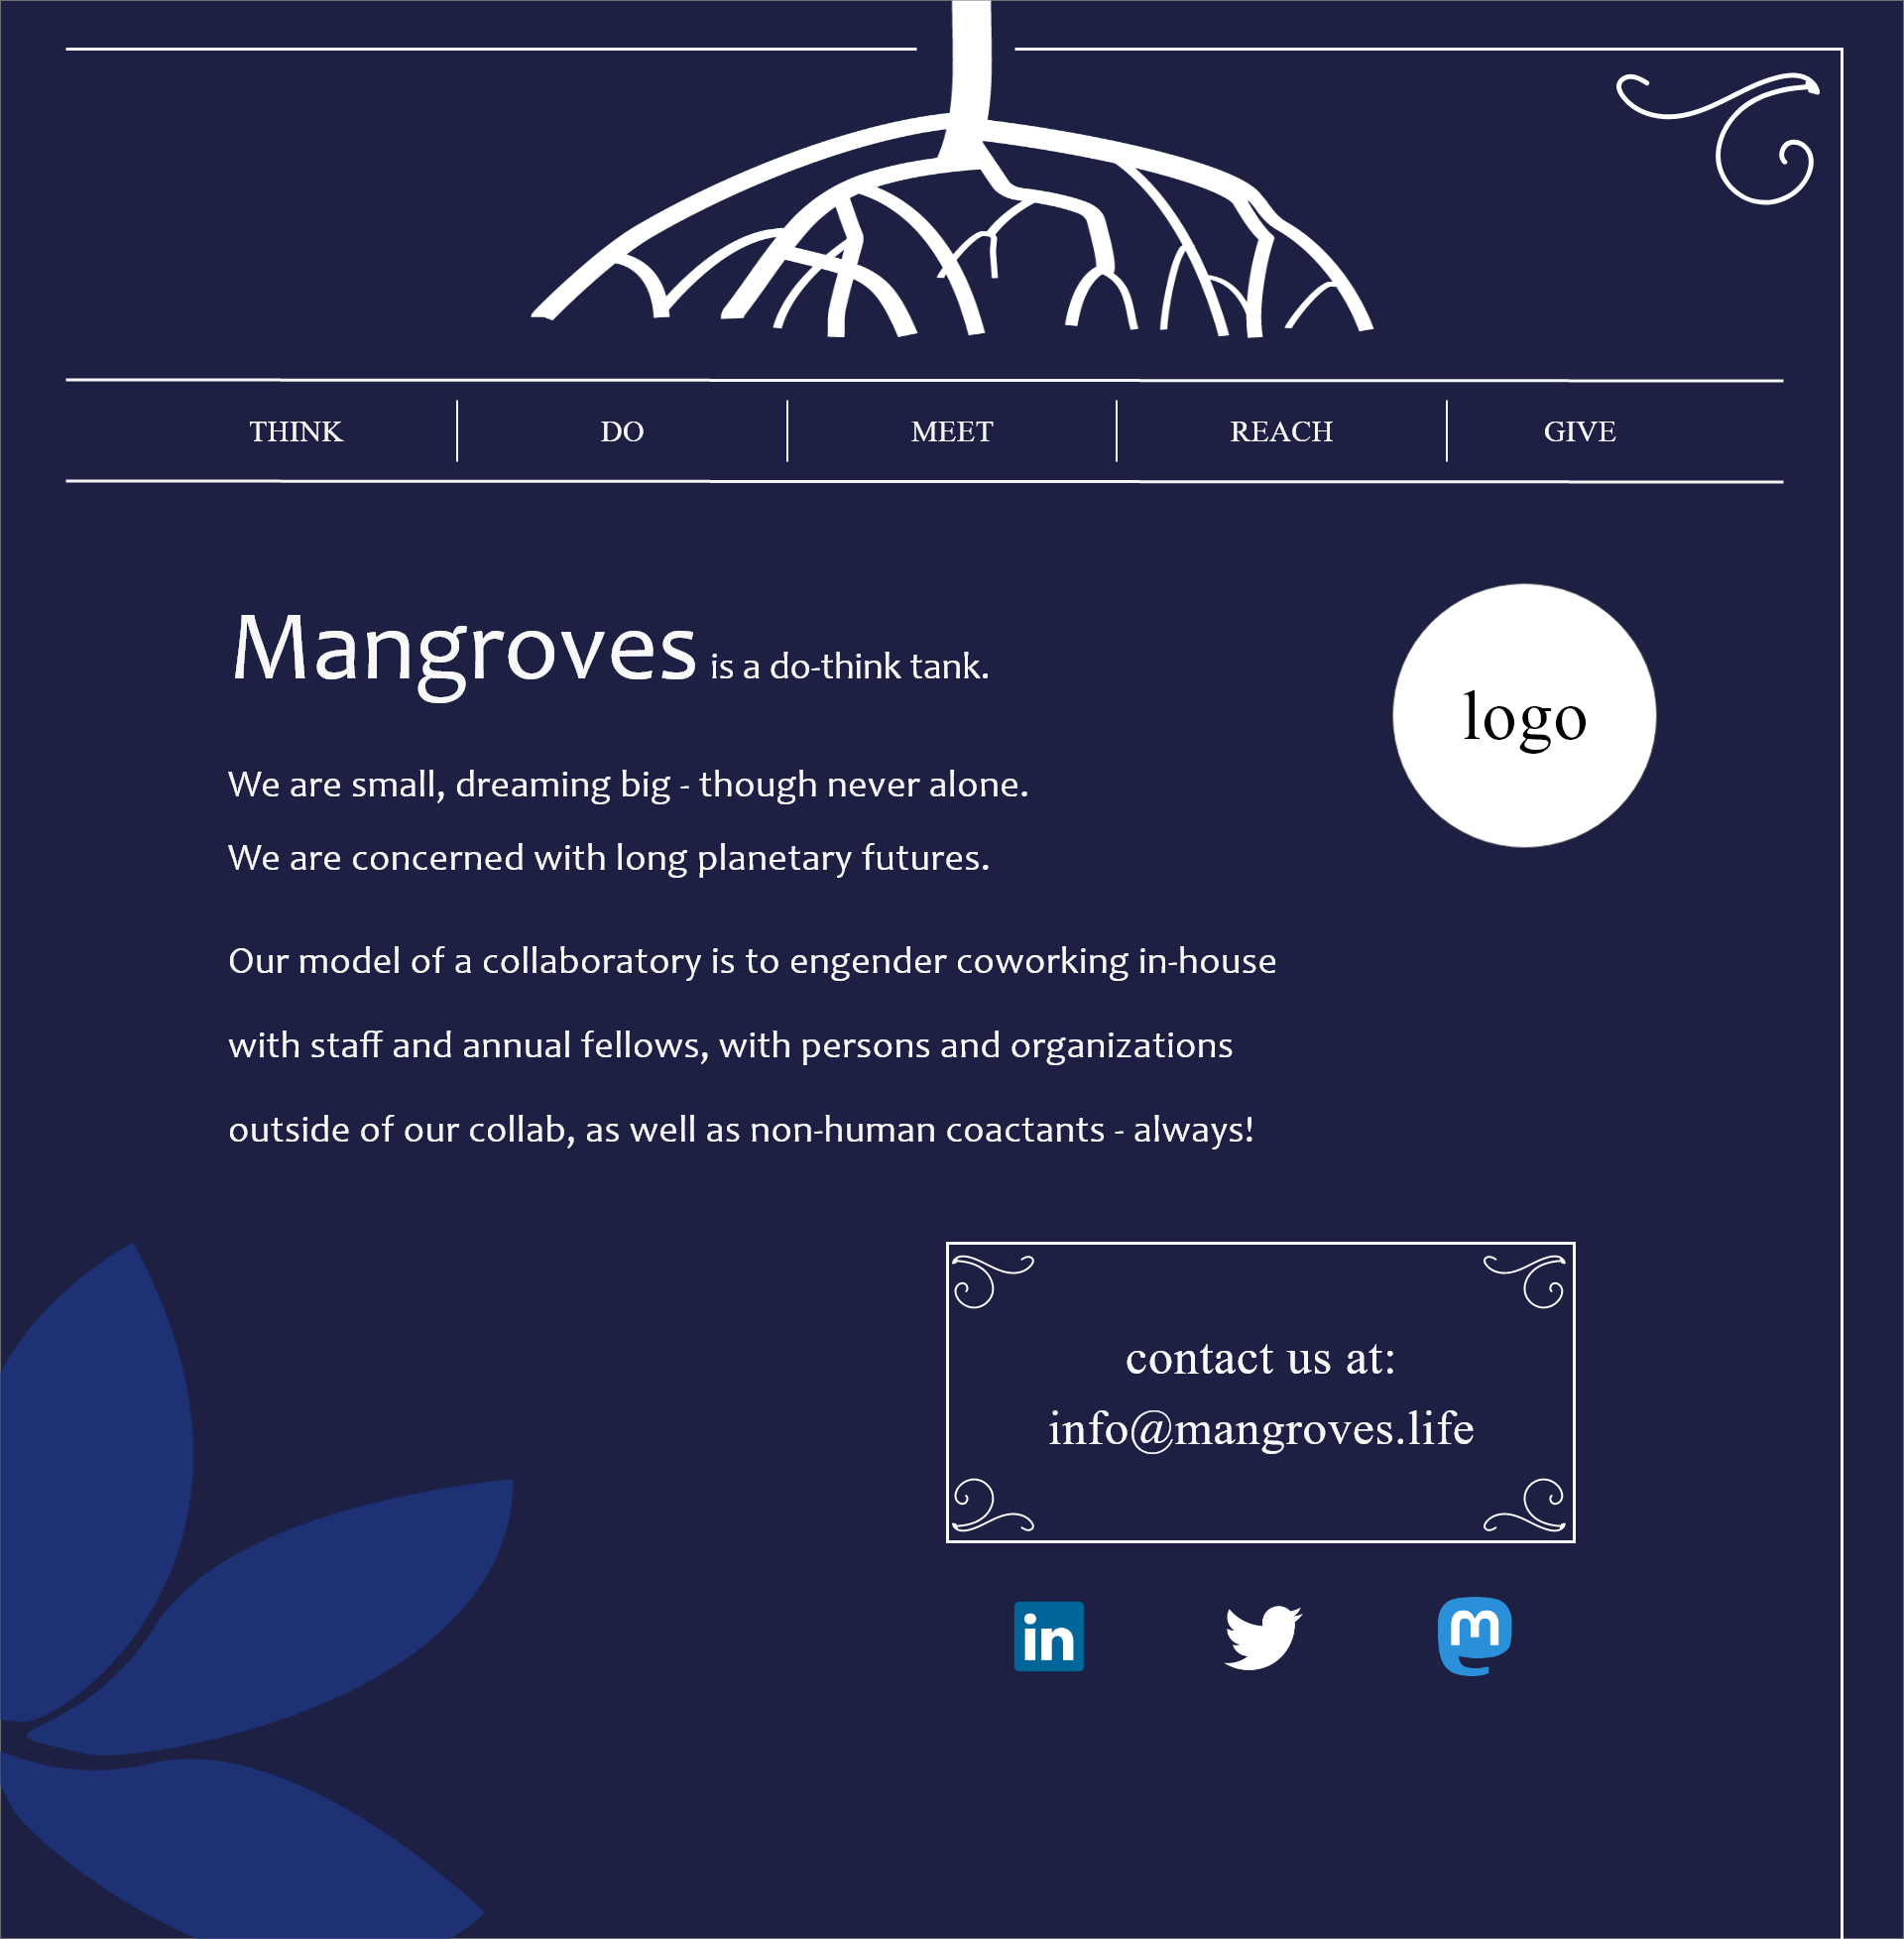 THINK DO MEET REACH GIVE
Mangroves is a do-think tank.
logo
We are small, dreaming big - though never alone.
We are concerned with long planetary futures.
Our model of a collaboratory is to engender coworking in-house
with staff and annual fellows, with persons and organizations
outside of our collab, as well as non-human coactants - always!
contact us at:
info@mangroves.life
in
m